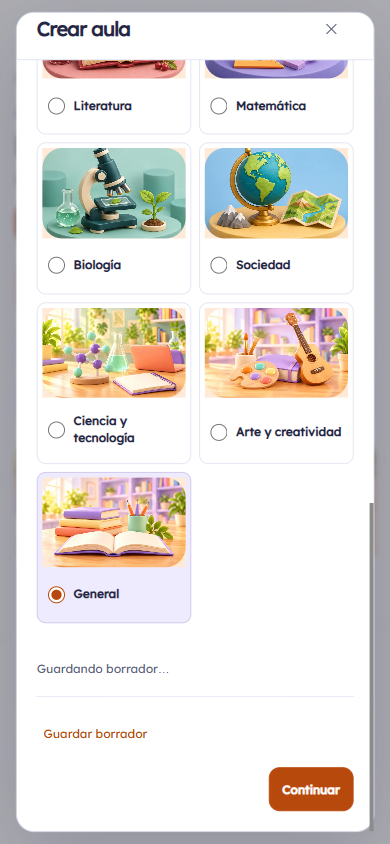 Crear aula
Literatura
Matemática
Biología
Sociedad
Ciencia y
tecnología
Arte y creatividad
General
Guardando borrador...
Guardar borrador
Continuar